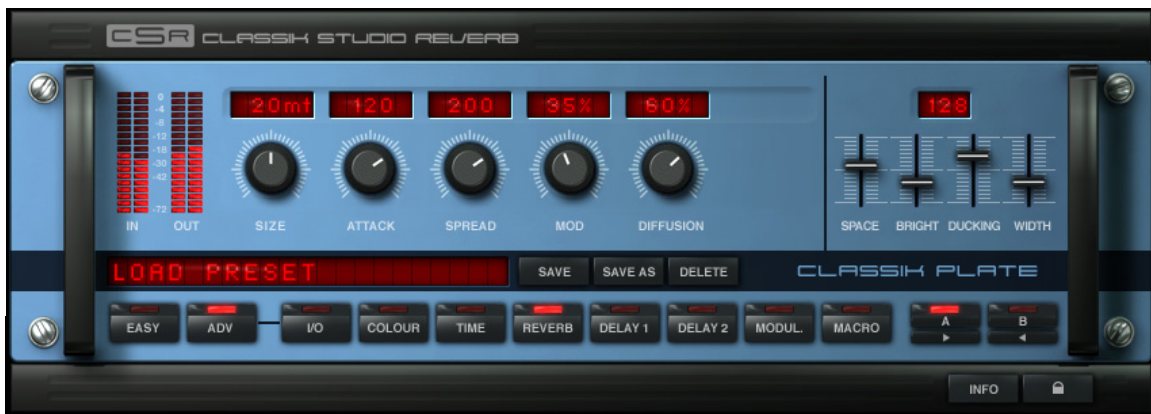 CSR CLASSIK STUDIO REVERB
0
-4
-8
-12
-18
-30
-42
-72
IN OUT
20mt 120 200 35% 60% 128
SIZE ATTACK SPREAD MOD DIFFUSION
SPACE BRIGHT DUCKING WIDTH
LOAD PRESET SAVE SAVE AS DELETE CLASSIK PLATE
EASY ADV I/O COLOUR TIME REVERB DELAY 1 DELAY 2 MODUL. MACRO A B
INFO